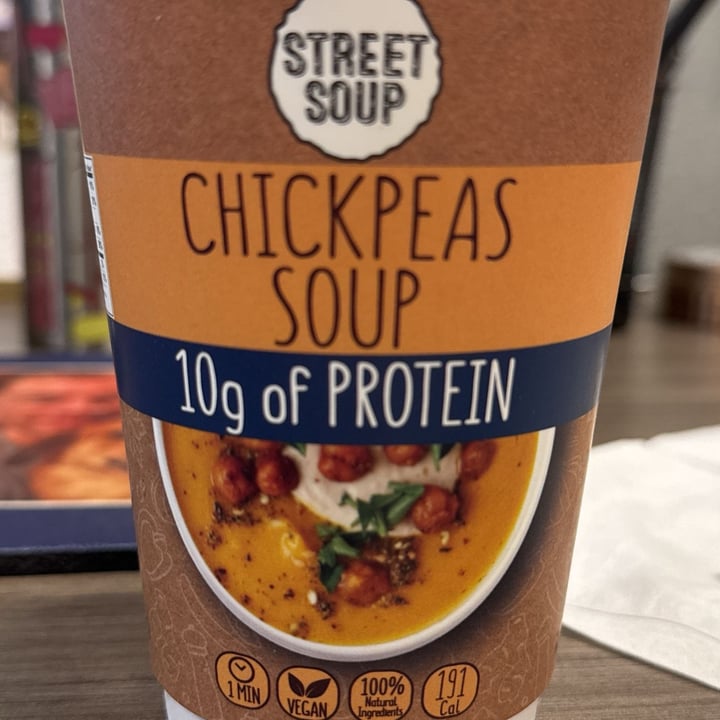 STREET
SOUP
CHICKPEAS
SOUP
10g of PROTEIN
1 MIN
VEGAN
100%
Natural
Ingredients
191
Cal